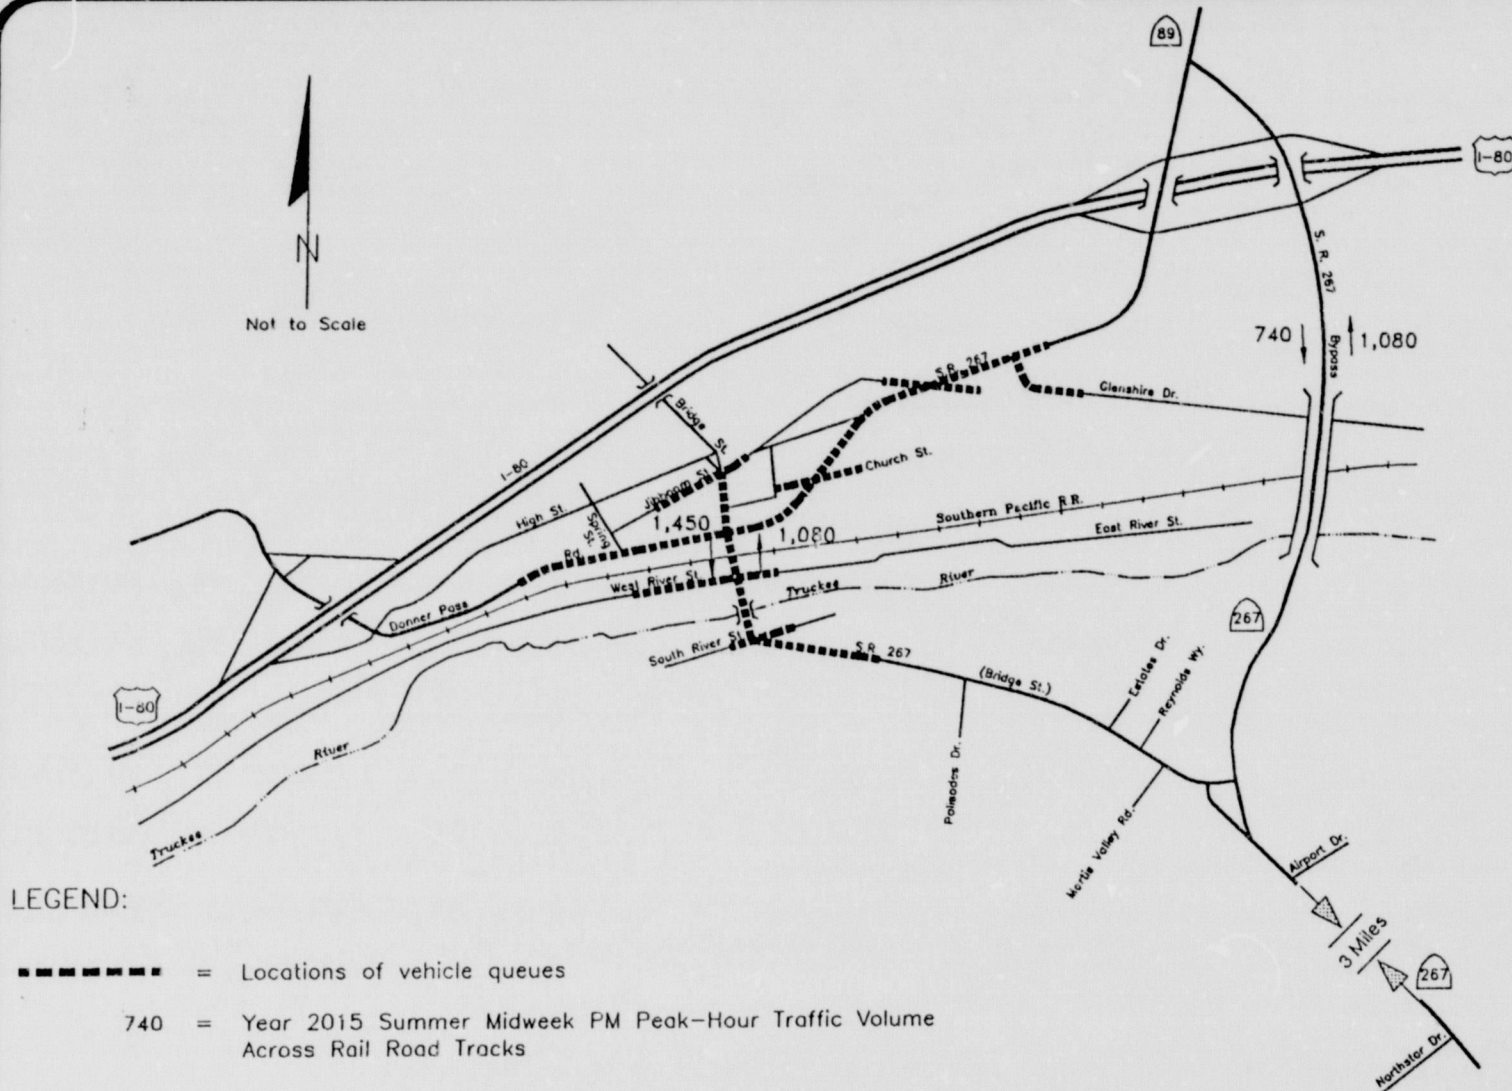 89
I-80
N
Not to Scale
S. R. 267
Bypass
740
1,080
S.R. 267
Glenshire Dr.
Bridge St.
I-80
Jibboom St.
Church St.
High St.
Spring St.
1,450
1,080
Southern Pacific R.R.
East River St.
Donner Pass Rd.
West River St.
Truckee River
South River St.
S.R. 267
(Bridge St.)
267
Estates Dr.
Reynolds Wy.
I-80
Truckee River
Palisades Dr.
Martis Valley Rd.
Airport Dr.
3 Miles
267
Northstar Dr.
LEGEND:
= Locations of vehicle queues
740 = Year 2015 Summer Midweek PM Peak-Hour Traffic Volume
Across Rail Road Tracks